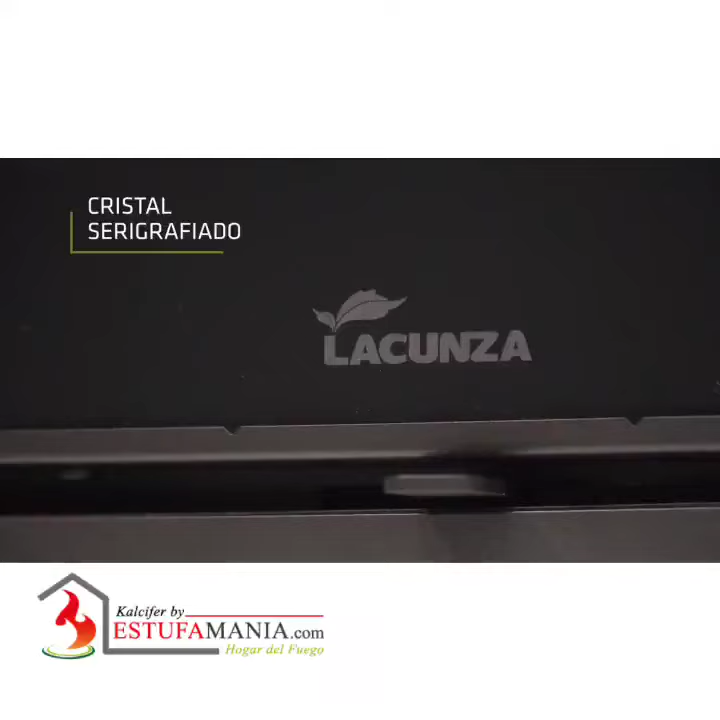 CRISTAL
SERIGRAFIADO
LACUNZA
Kalcifer by
ESTUFAMANIA.com
Hogar del Fuego